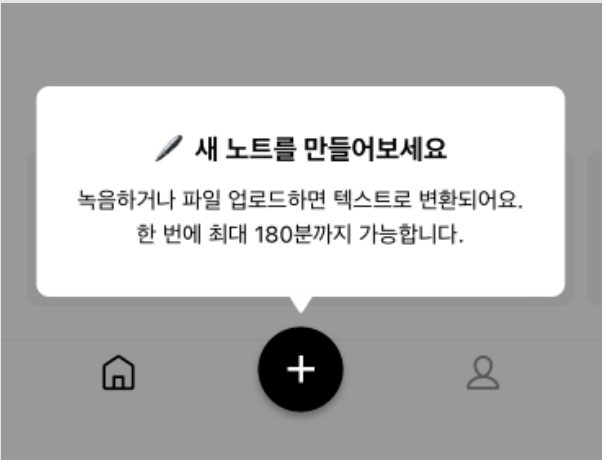 🖋 새 노트를 만들어보세요
녹음하거나 파일 업로드하면 텍스트로 변환되어요.
한 번에 최대 180분까지 가능합니다.